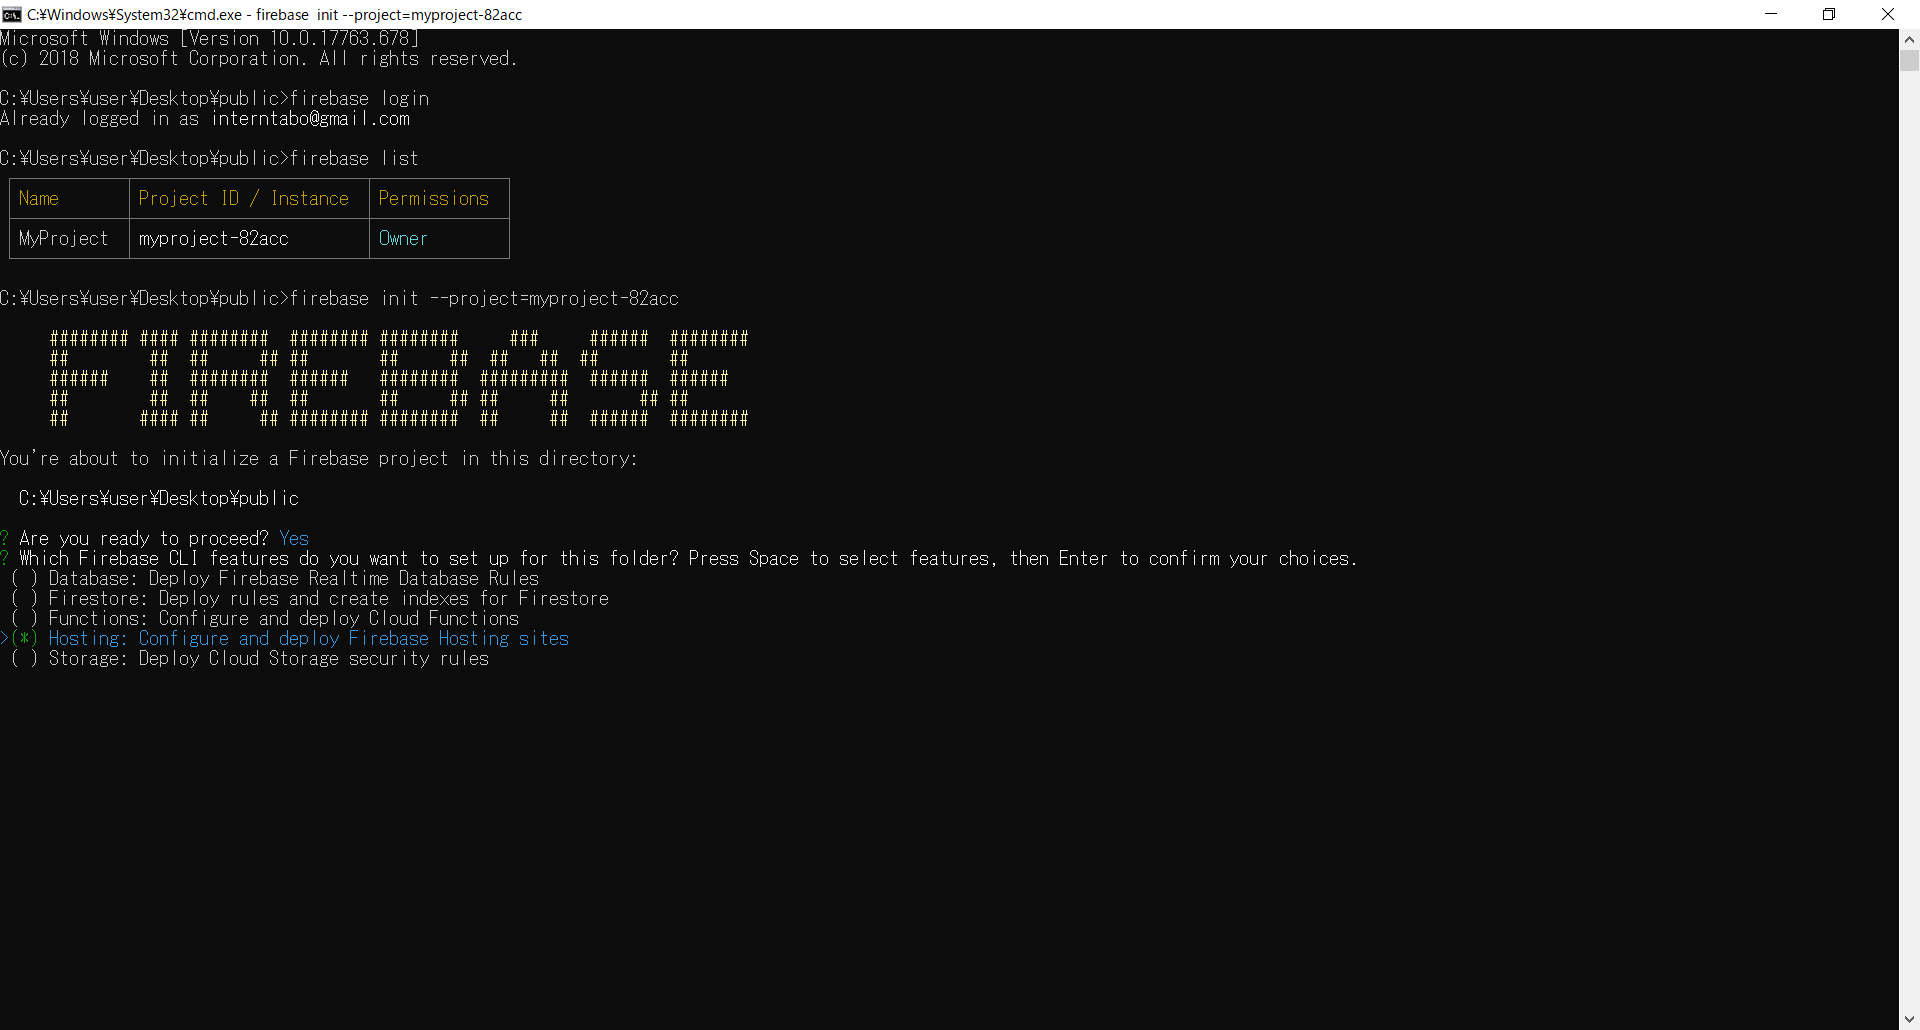 C:¥Windows¥System32¥cmd.exe - firebase  init --project=myproject-82acc
Microsoft Windows [Version 10.0.17763.678]
(c) 2018 Microsoft Corporation. All rights reserved.
C:¥Users¥user¥Desktop¥public>firebase login
Already logged in as interntabo@gmail.com
C:¥Users¥user¥Desktop¥public>firebase list
Name Project ID / Instance Permissions
MyProject myproject-82acc Owner
C:¥Users¥user¥Desktop¥public>firebase init --project=myproject-82acc
FIREBASE
You're about to initialize a Firebase project in this directory:
C:¥Users¥user¥Desktop¥public
? Are you ready to proceed? Yes
? Which Firebase CLI features do you want to set up for this folder? Press Space to select features, then Enter to confirm your choices.
( ) Database: Deploy Firebase Realtime Database Rules
( ) Firestore: Deploy rules and create indexes for Firestore
( ) Functions: Configure and deploy Cloud Functions
>(*) Hosting: Configure and deploy Firebase Hosting sites
( ) Storage: Deploy Cloud Storage security rules